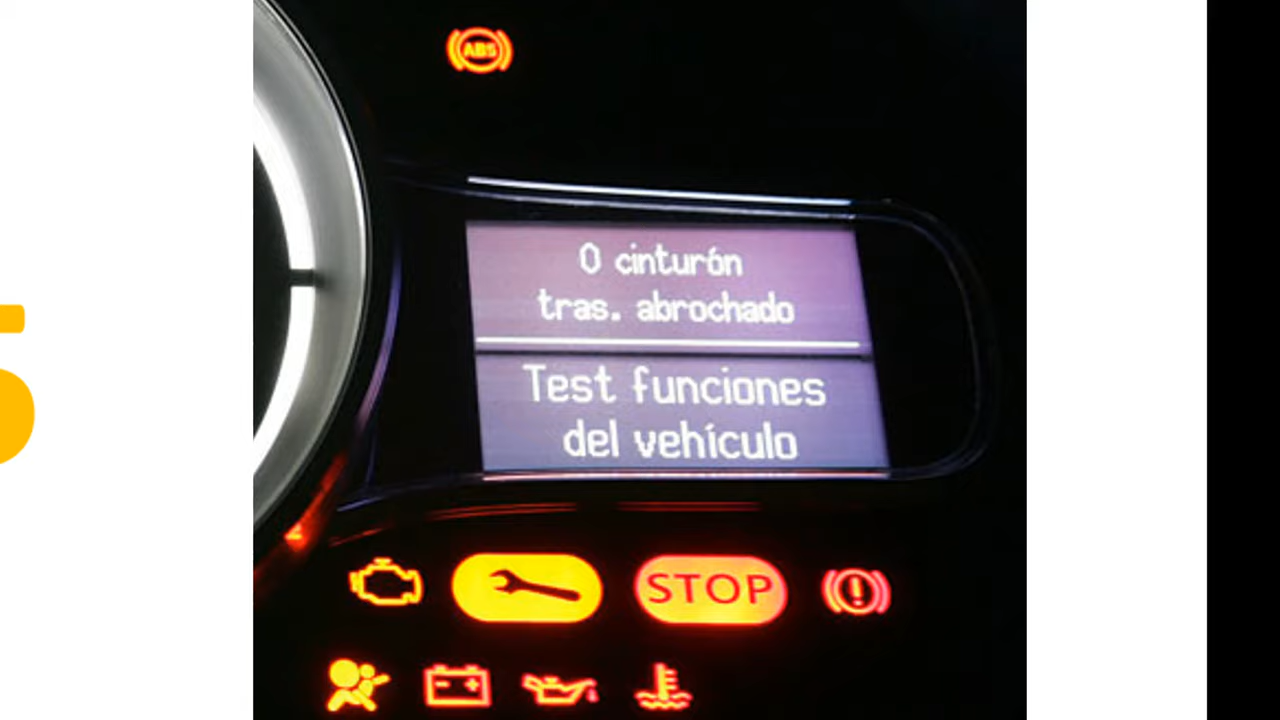 ABS
0 cinturón
tras. abrochado
Test funciones
del vehículo
STOP